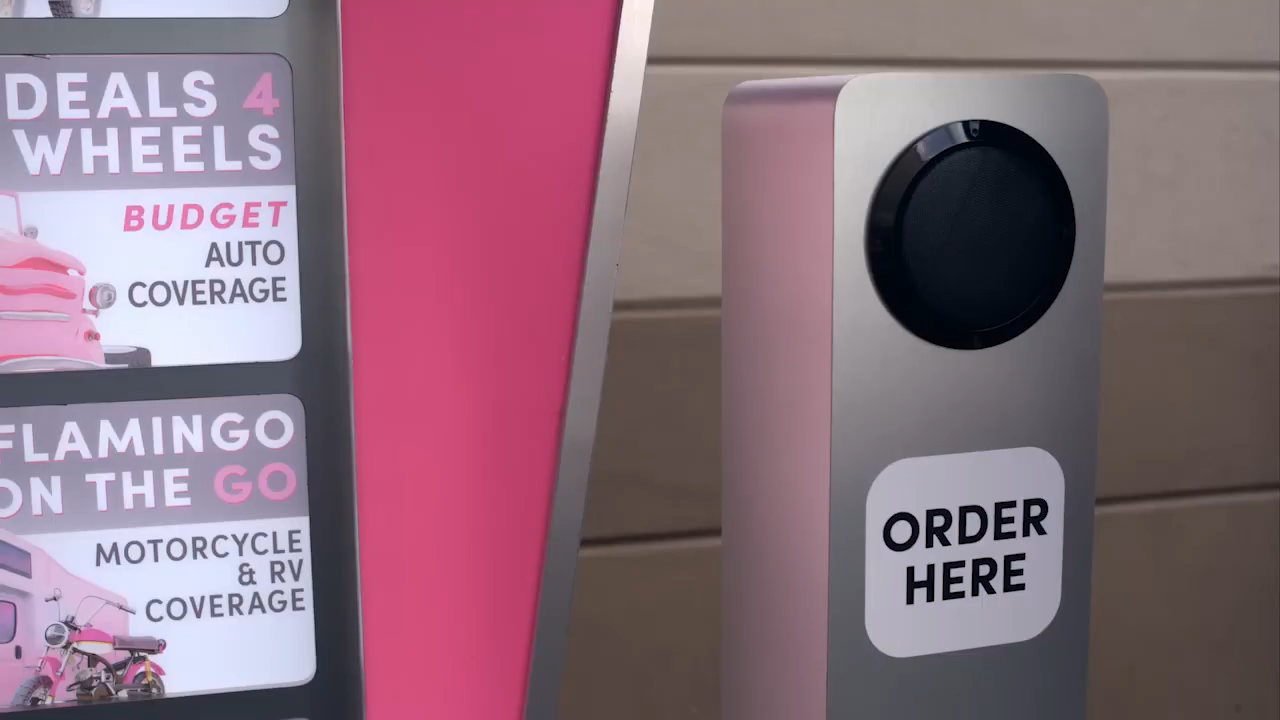 DEALS 4
WHEELS
BUDGET
AUTO
COVERAGE
FLAMINGO
ON THE GO
MOTORCYCLE
& RV
COVERAGE
ORDER
HERE